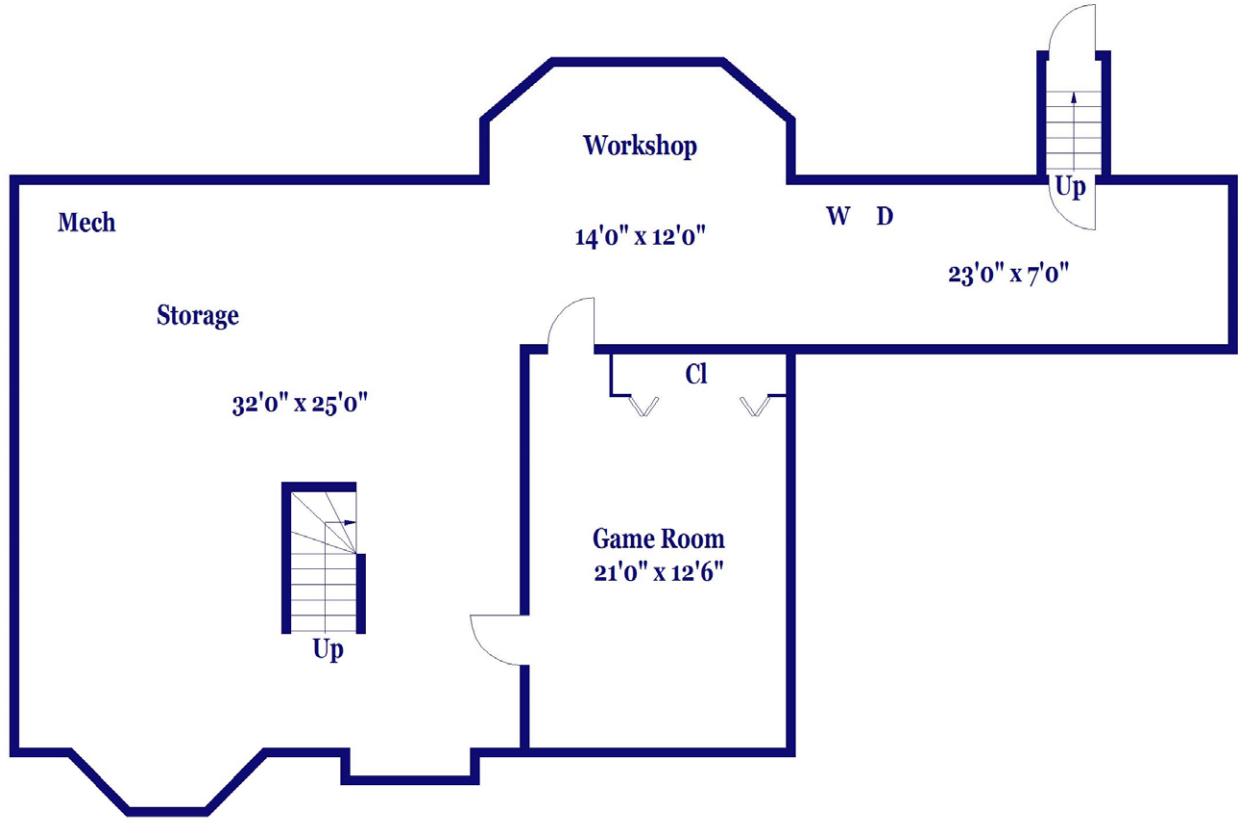 Workshop
Up
Mech
W D
14'0" x 12'0"
23'0" x 7'0"
Storage
Cl
32'0" x 25'0"
Game Room
21'0" x 12'6"
Up